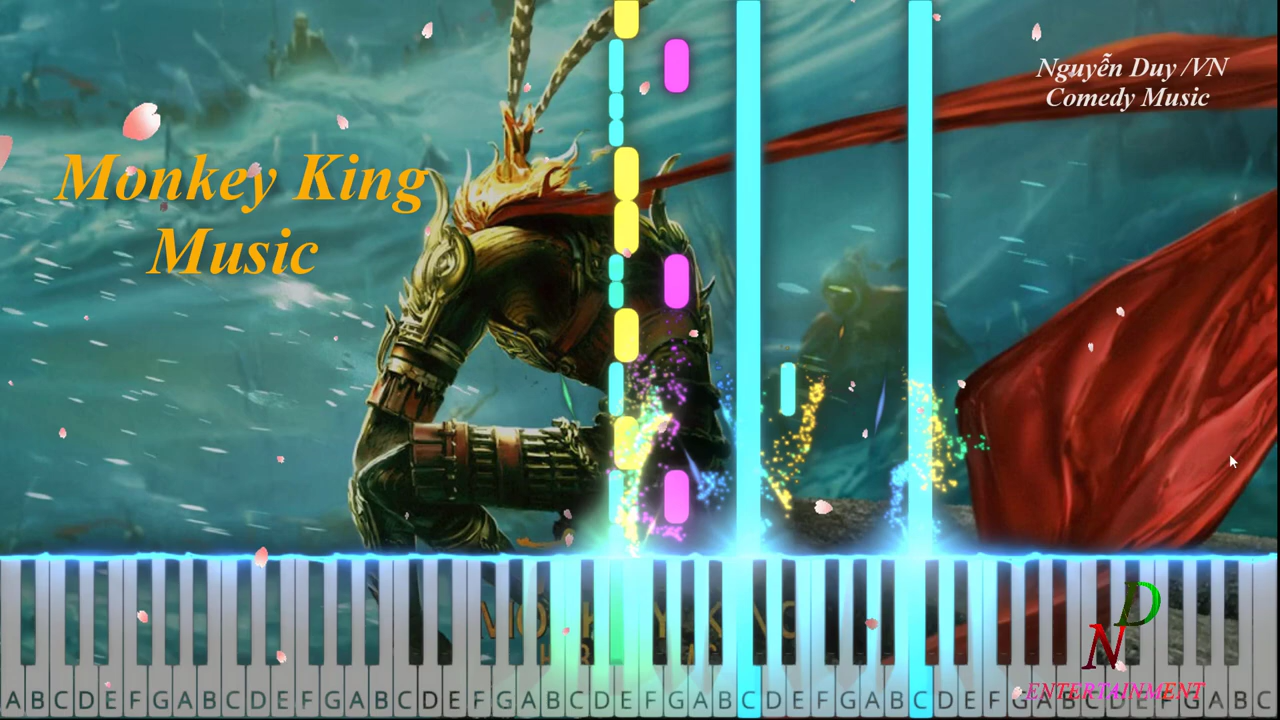 Nguyễn Duy /VN
Comedy Music
Monkey King
Music
N D
ENTERTAINMENT
A B C D E F G A B C D E F G A B C D E F G A B C D E F G A B C D E F G A B C D E F G A B C D E F G A B C